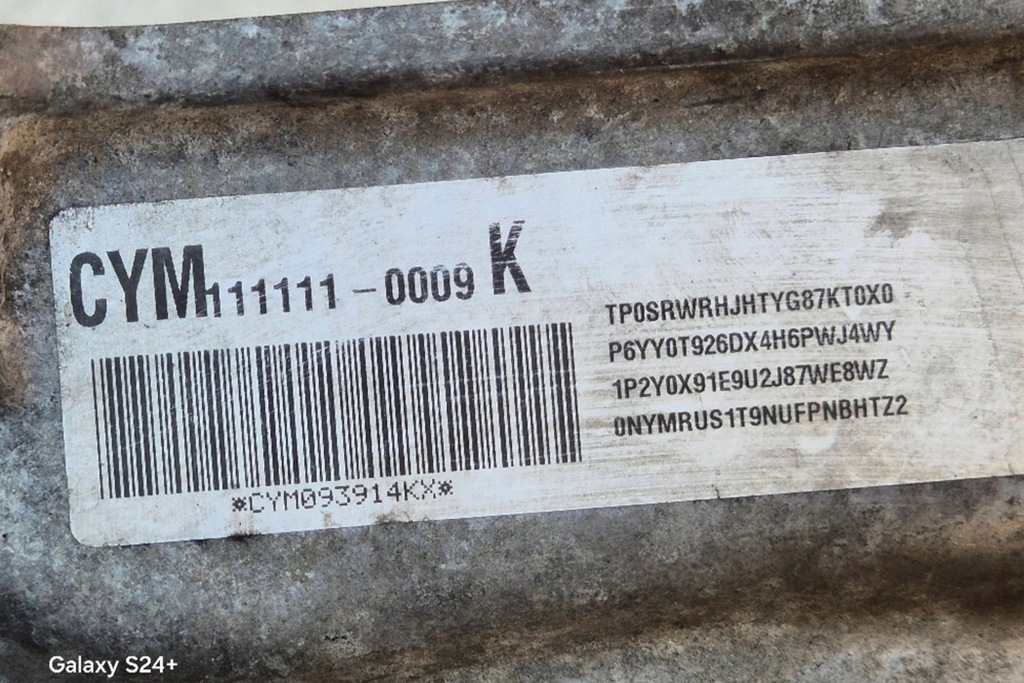 CYM111111-0009 K
TP0SRWRHJHTYG87KT0X0
P6YY0T926DX4H6PWJ4WY
1P2Y0X91E9U2J87WE8WZ
0NYMRUS1T9NUFPNBHTZ2
*CYM093914KX*
Galaxy S24+